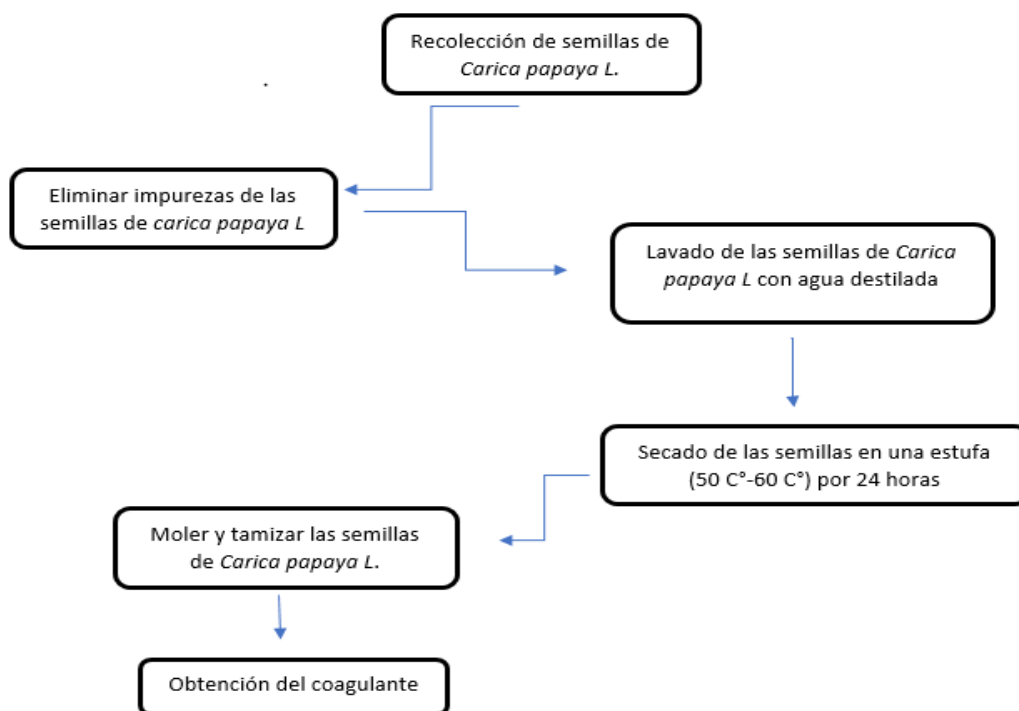 Recolección de semillas de
Carica papaya L.
Eliminar impurezas de las
semillas de carica papaya L
Lavado de las semillas de Carica
papaya L con agua destilada
Secado de las semillas en una estufa
(50 C°-60 C°) por 24 horas
Moler y tamizar las semillas
de Carica papaya L.
Obtención del coagulante